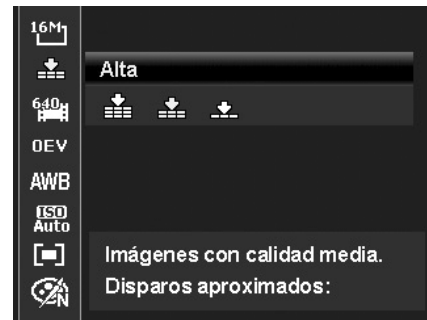 16M
Alta
640
0EV
AWB
ISO
Auto
Imágenes con calidad media.
N
Disparos aproximados: